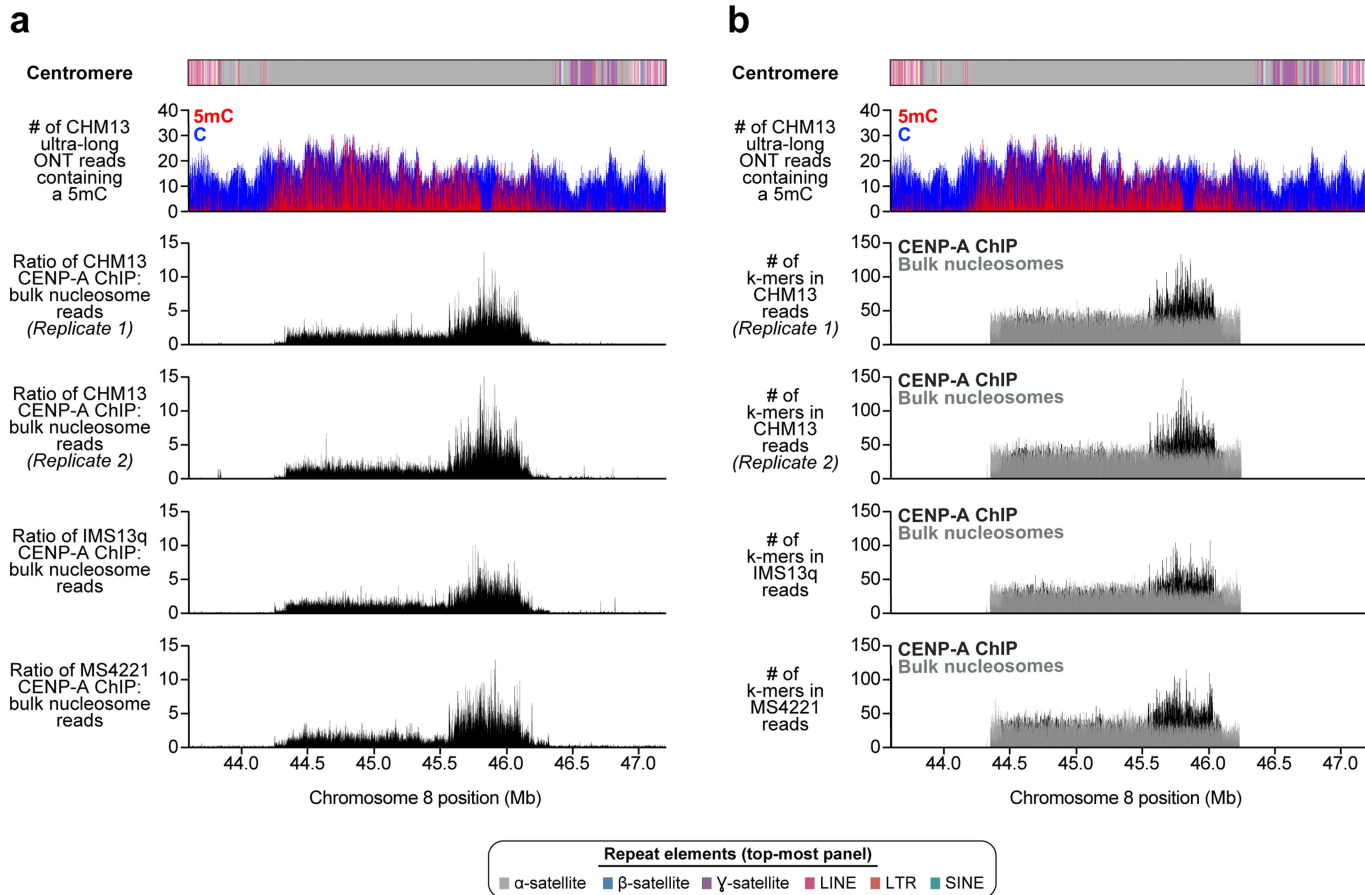 a
Centromere
# of CHM13
ultra-long
ONT reads
containing
a 5mC
40
30
20
10
0
5mC
C
Ratio of CHM13
CENP-A ChIP:
bulk nucleosome
reads
(Replicate 1)
15
10
5
0
Ratio of CHM13
CENP-A ChIP:
bulk nucleosome
reads
(Replicate 2)
15
10
5
0
Ratio of IMS13q
CENP-A ChIP:
bulk nucleosome
reads
15
10
5
0
Ratio of MS4221
CENP-A ChIP:
bulk nucleosome
reads
15
10
5
0
44.0 44.5 45.0 45.5 46.0 46.5 47.0
Chromosome 8 position (Mb)
b
Centromere
# of CHM13
ultra-long
ONT reads
containing
a 5mC
40
30
20
10
0
5mC
C
# of
k-mers in
CHM13
reads
(Replicate 1)
150
100
50
0
CENP-A ChIP
Bulk nucleosomes
# of
k-mers in
CHM13
reads
(Replicate 2)
150
100
50
0
CENP-A ChIP
Bulk nucleosomes
# of
k-mers in
IMS13q
reads
150
100
50
0
CENP-A ChIP
Bulk nucleosomes
# of
k-mers in
MS4221
reads
150
100
50
0
CENP-A ChIP
Bulk nucleosomes
44.0 44.5 45.0 45.5 46.0 46.5 47.0
Chromosome 8 position (Mb)
Repeat elements (top-most panel)
α-satellite β-satellite Ɣ-satellite LINE LTR SINE